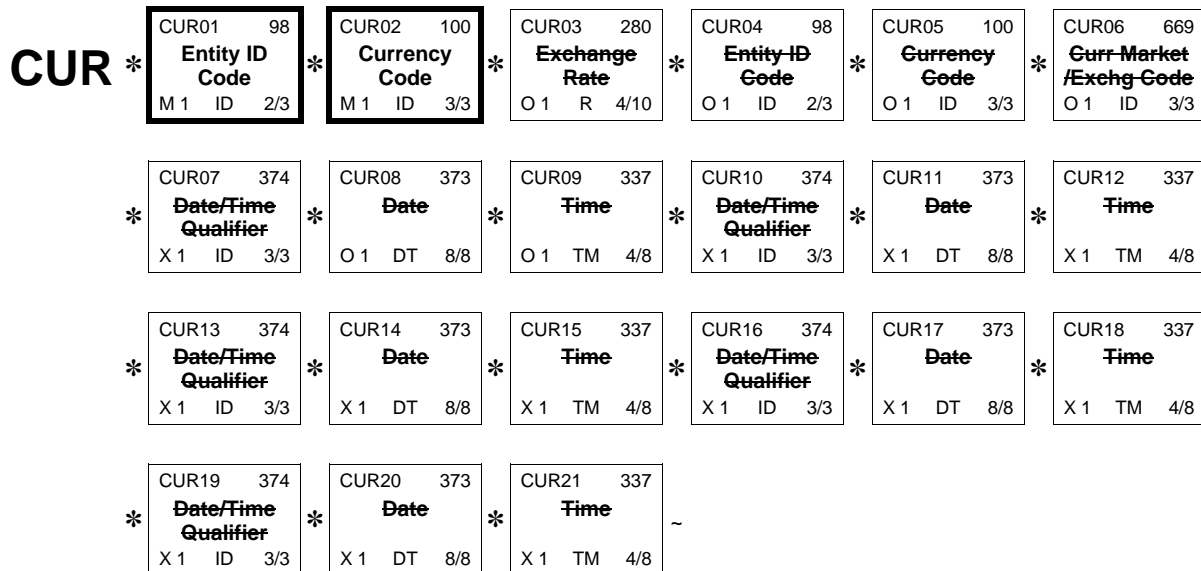 CUR * CUR01 98 * CUR02 100 * CUR03 280 * CUR04 98 * CUR05 100 * CUR06 669
Entity ID Currency Exchange Entity ID Currency Curr Market
Code Code Rate Code Code /Exchg Code
M 1 ID 2/3 M 1 ID 3/3 O 1 R 4/10 O 1 ID 2/3 O 1 ID 3/3 O 1 ID 3/3
* CUR07 374 * CUR08 373 * CUR09 337 * CUR10 374 * CUR11 373 * CUR12 337
Date/Time Date Time Date/Time Date Time
Qualifier Qualifier
X 1 ID 3/3 O 1 DT 8/8 O 1 TM 4/8 X 1 ID 3/3 X 1 DT 8/8 X 1 TM 4/8
* CUR13 374 * CUR14 373 * CUR15 337 * CUR16 374 * CUR17 373 * CUR18 337
Date/Time Date Time Date/Time Date Time
Qualifier Qualifier
X 1 ID 3/3 X 1 DT 8/8 X 1 TM 4/8 X 1 ID 3/3 X 1 DT 8/8 X 1 TM 4/8
* CUR19 374 * CUR20 373 * CUR21 337 ~
Date/Time Date Time
Qualifier
X 1 ID 3/3 X 1 DT 8/8 X 1 TM 4/8